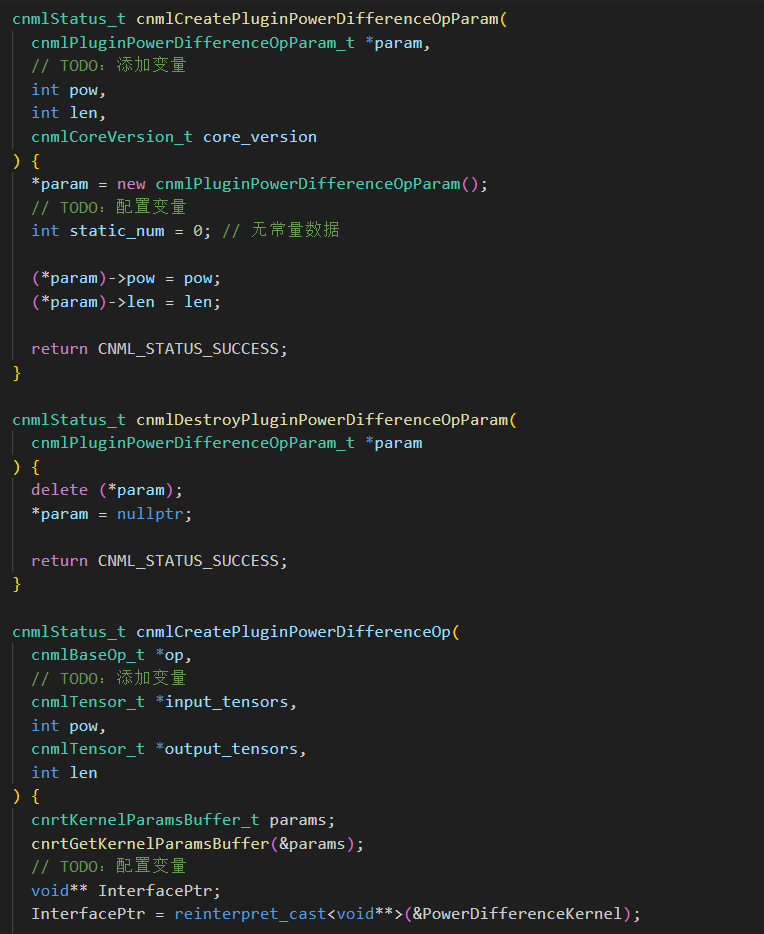 cnmlStatus_t cnmlCreatePluginPowerDifferenceOpParam(
  cnmlPluginPowerDifferenceOpParam_t *param,
  // TODO：添加变量
  int pow,
  int len,
  cnmlCoreVersion_t core_version
) {
  *param = new cnmlPluginPowerDifferenceOpParam();
  // TODO：配置变量
  int static_num = 0; // 无常量数据

  (*param)->pow = pow;
  (*param)->len = len;

  return CNML_STATUS_SUCCESS;
}

cnmlStatus_t cnmlDestroyPluginPowerDifferenceOpParam(
  cnmlPluginPowerDifferenceOpParam_t *param
) {
  delete (*param);
  *param = nullptr;

  return CNML_STATUS_SUCCESS;
}

cnmlStatus_t cnmlCreatePluginPowerDifferenceOp(
  cnmlBaseOp_t *op,
  // TODO：添加变量
  cnmlTensor_t *input_tensors,
  int pow,
  cnmlTensor_t *output_tensors,
  int len
) {
  cnrtKernelParamsBuffer_t params;
  cnrtGetKernelParamsBuffer(&params);
  // TODO：配置变量
  void** InterfacePtr;
  InterfacePtr = reinterpret_cast<void**>(&PowerDifferenceKernel);